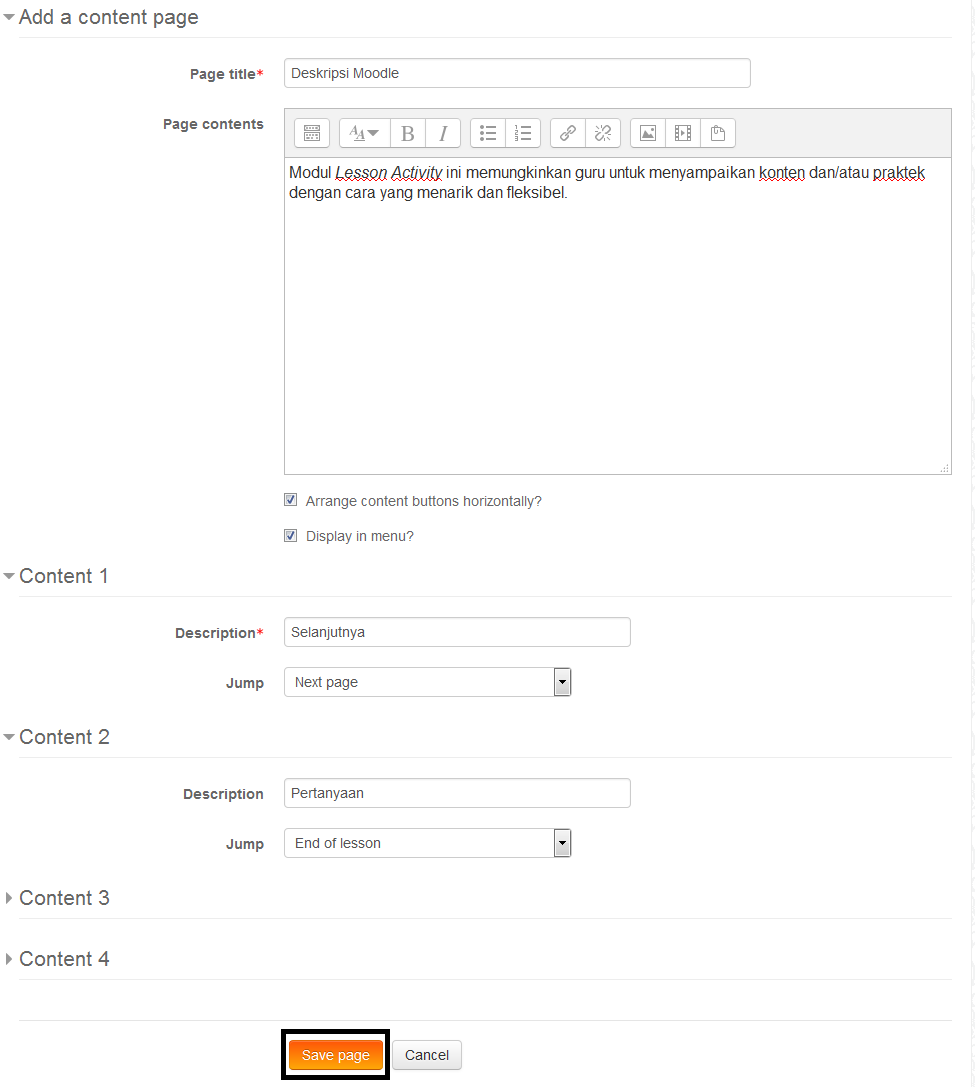 Add a content page
Page title*
Deskripsi Moodle
Page contents
Modul Lesson Activity ini memungkinkan guru untuk menyampaikan konten dan/atau praktek
dengan cara yang menarik dan fleksibel.
Arrange content buttons horizontally?
Display in menu?
Content 1
Description*
Selanjutnya
Jump
Next page
Content 2
Description
Pertanyaan
Jump
End of lesson
Content 3
Content 4
Save page
Cancel